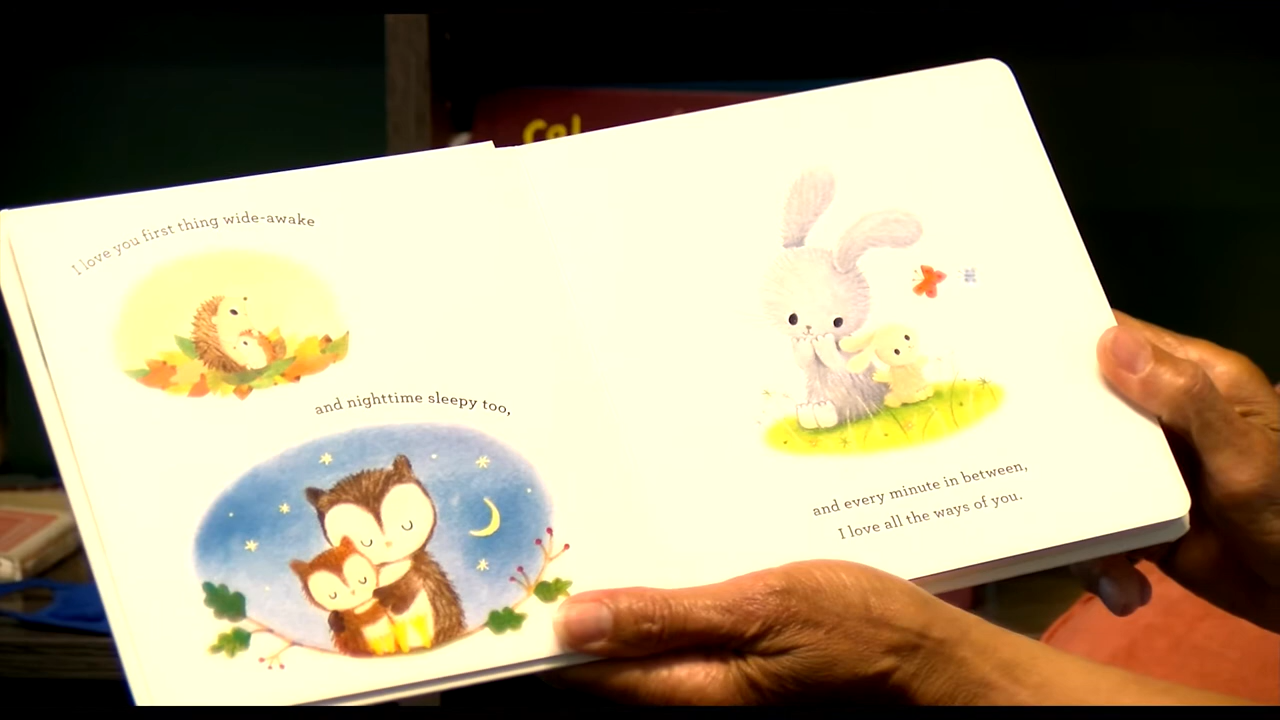 I love you first thing wide-awake
and nighttime sleepy too,
and every minute in between,
I love all the ways of you.